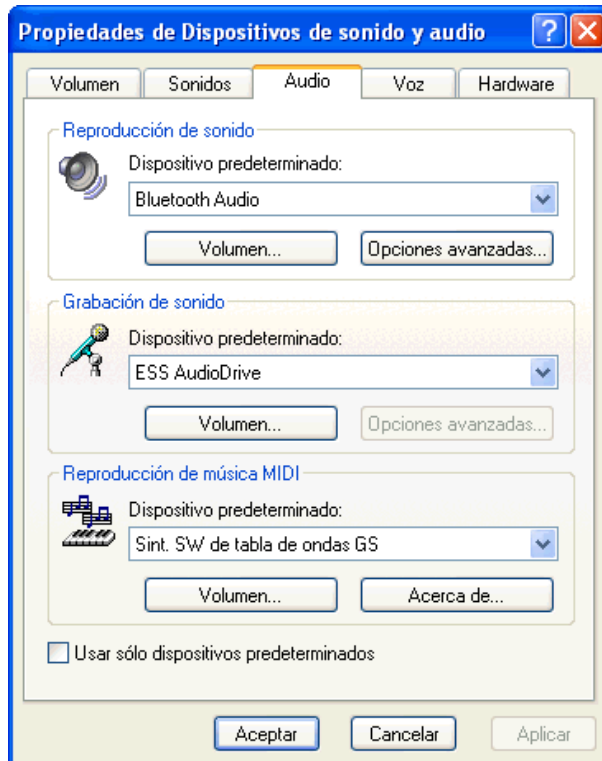 Propiedades de Dispositivos de sonido y audio
Volumen Sonidos Audio Voz Hardware
Reproducción de sonido
Dispositivo predeterminado:
Bluetooth Audio
Volumen... Opciones avanzadas...
Grabación de sonido
Dispositivo predeterminado:
ESS AudioDrive
Volumen... Opciones avanzadas...
Reproducción de música MIDI
Dispositivo predeterminado:
Sint. SW de tabla de ondas GS
Volumen... Acerca de...
Usar sólo dispositivos predeterminados
Aceptar Cancelar Aplicar